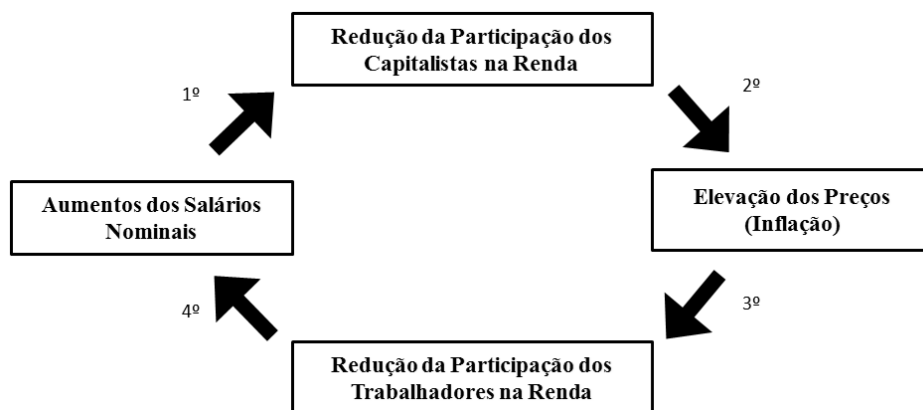 Redução da Participação dos
Capitalistas na Renda
1º
2º
Aumentos dos Salários
Nominais
Elevação dos Preços
(Inflação)
4º
3º
Redução da Participação dos
Trabalhadores na Renda